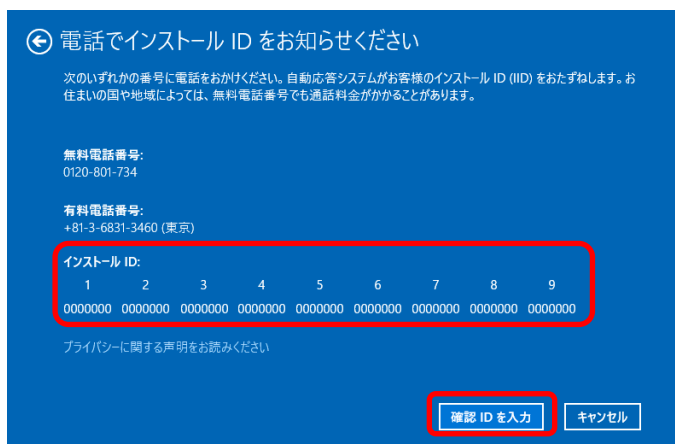 電話でインストール ID をお知らせください
次のいずれかの番号に電話をおかけください。自動応答システムがお客様のインストール ID (IID) をおたずねします。お
住まいの国や地域によっては、無料電話番号でも通話料金がかかることがあります。
無料電話番号:
0120-801-734
有料電話番号:
+81-3-6831-3460 (東京)
インストール ID:
1 2 3 4 5 6 7 8 9
0000000 0000000 0000000 0000000 0000000 0000000 0000000 0000000 0000000
プライバシーに関する声明をお読みください
確認 ID を入力 キャンセル